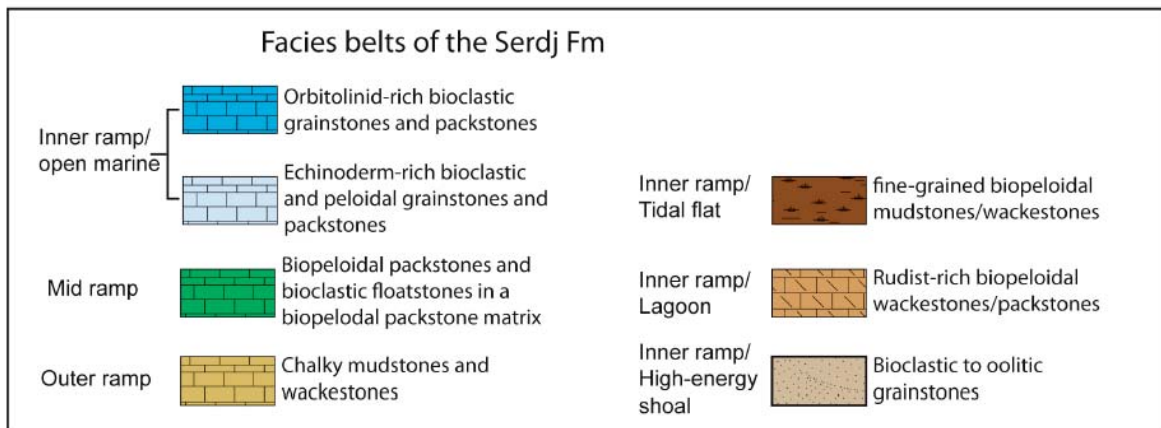 Facies belts of the Serdj Fm
Inner ramp/
open marine
Orbitolinid-rich bioclastic
grainstones and packstones
Echinoderm-rich bioclastic
and peloidal grainstones and
packstones
Mid ramp
Biopeloidal packstones and
bioclastic floatstones in a
biopelodal packstone matrix
Outer ramp
Chalky mudstones and
wackestones
Inner ramp/
Tidal flat
fine-grained biopeloidal
mudstones/wackestones
Inner ramp/
Lagoon
Rudist-rich biopeloidal
wackestones/packstones
Inner ramp/
High-energy
shoal
Bioclastic to oolitic
grainstones